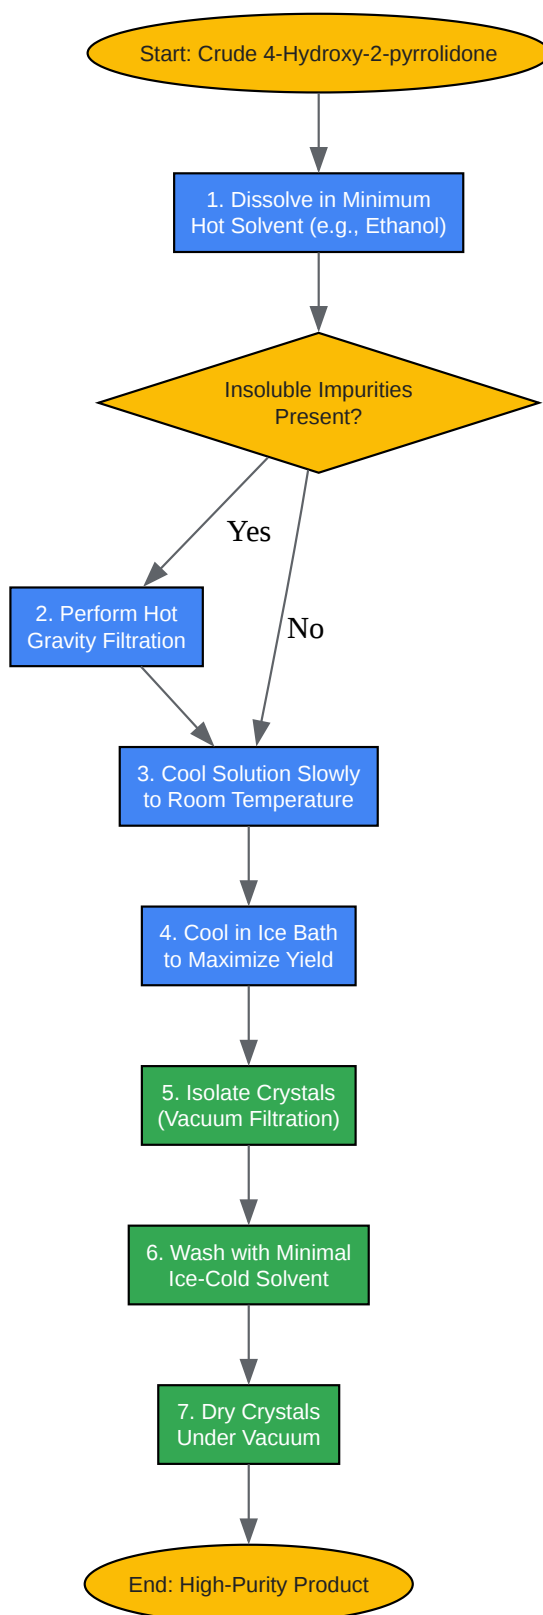 Start: Crude 4-Hydroxy-2-pyrrolidone
1. Dissolve in Minimum
Hot Solvent (e.g., Ethanol)
Insoluble Impurities
Present?
Yes
No
2. Perform Hot
Gravity Filtration
3. Cool Solution Slowly
to Room Temperature
4. Cool in Ice Bath
to Maximize Yield
5. Isolate Crystals
(Vacuum Filtration)
6. Wash with Minimal
Ice-Cold Solvent
7. Dry Crystals
Under Vacuum
End: High-Purity Product